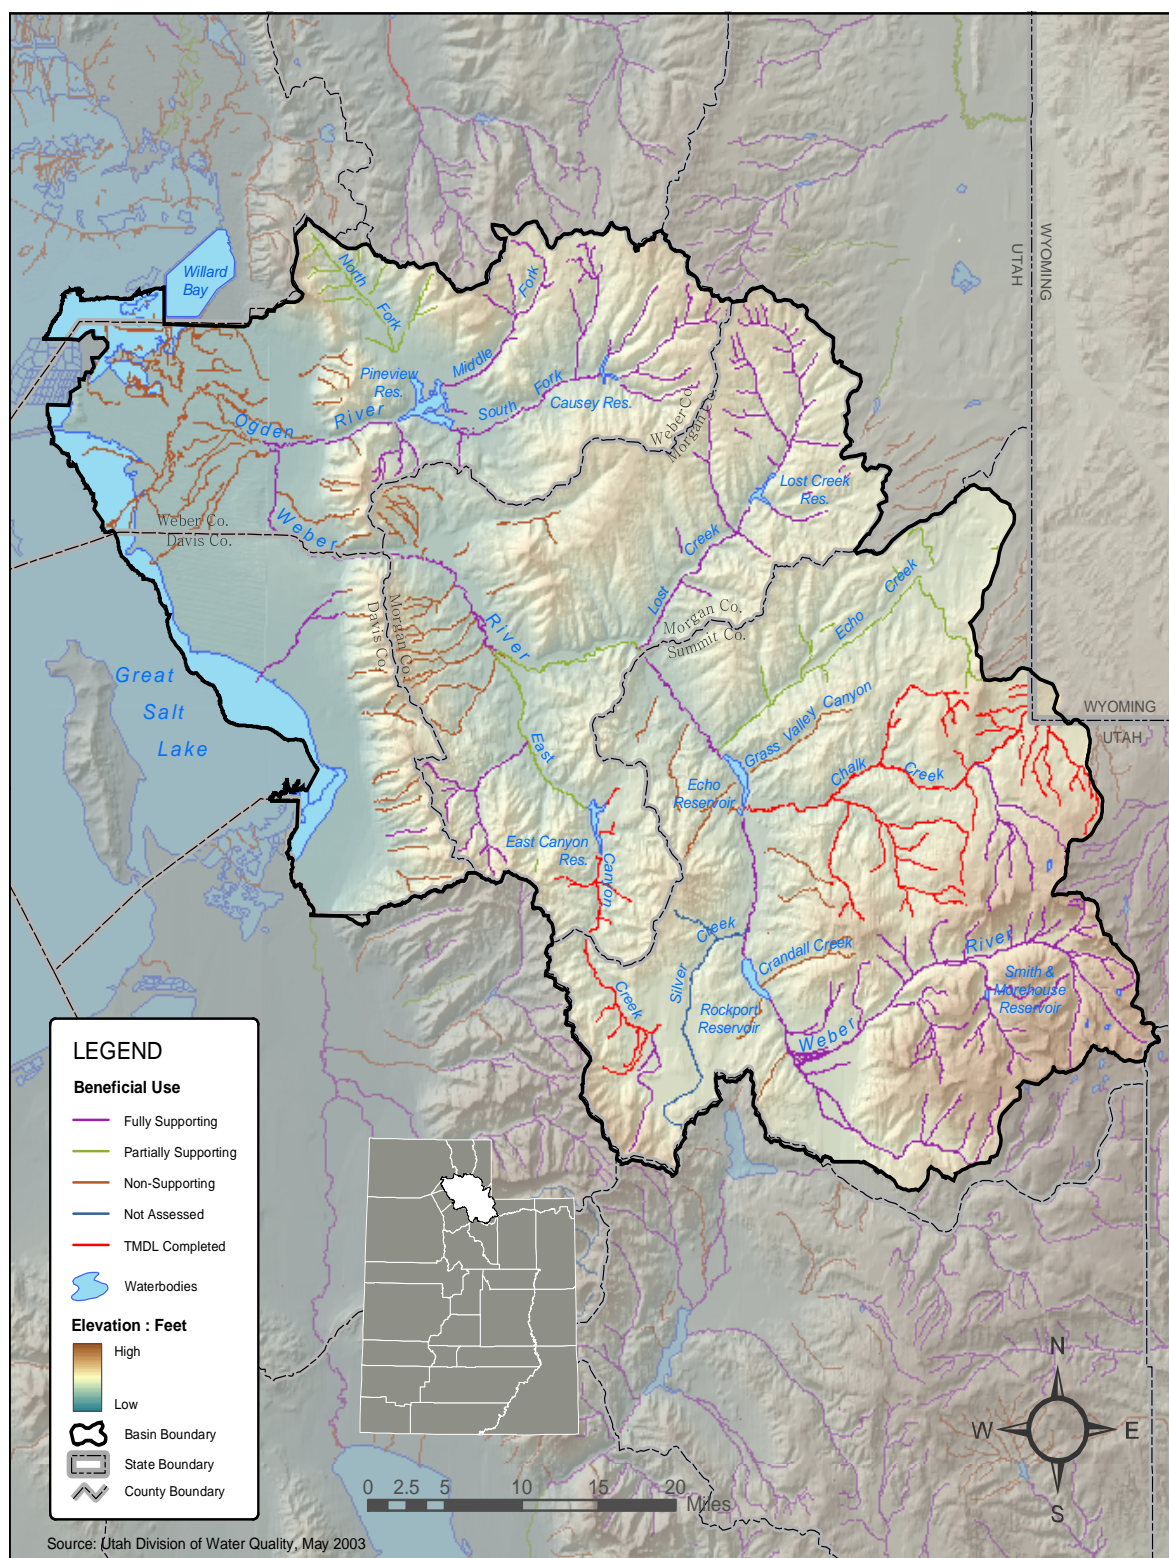 WYOMING
UTAH
Willard
Bay
North
Fork
Fork
Middle
Pineview
Res.
South Fork
Causey Res.
Ogden River
Weber Co.
Morgan Co.
Lost Creek
Res.
Weber Co.
Davis Co.
Weber
Lost Creek
Echo Creek
Morgan Co.
Davis Co.
River
Morgan Co.
Summit Co.
Great
Salt
Lake
WYOMING
UTAH
Grass Valley Canyon
East
Chalk Creek
Echo
Reservoir
East Canyon
Res.
Canyon
Creek
Silver Creek
Crandall Creek
River
Smith &
Morehouse
Reservoir
Rockport
Reservoir
Weber
LEGEND
Beneficial Use
Fully Supporting
Partially Supporting
Non-Supporting
Not Assessed
TMDL Completed
Waterbodies
Elevation : Feet
High
Low
Basin Boundary
State Boundary
County Boundary
N
W E
S
0 2.5 5 10 15 20
Miles
Source: Utah Division of Water Quality, May 2003